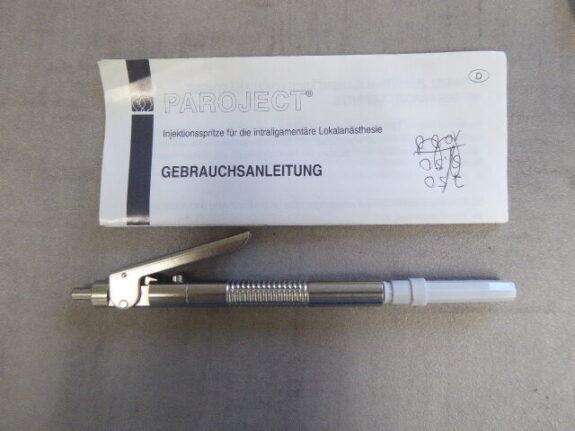 PAROJECT®
D
Injektionsspritze für die intraligamentäre Lokalanästhesie
GEBRAUCHSANLEITUNG